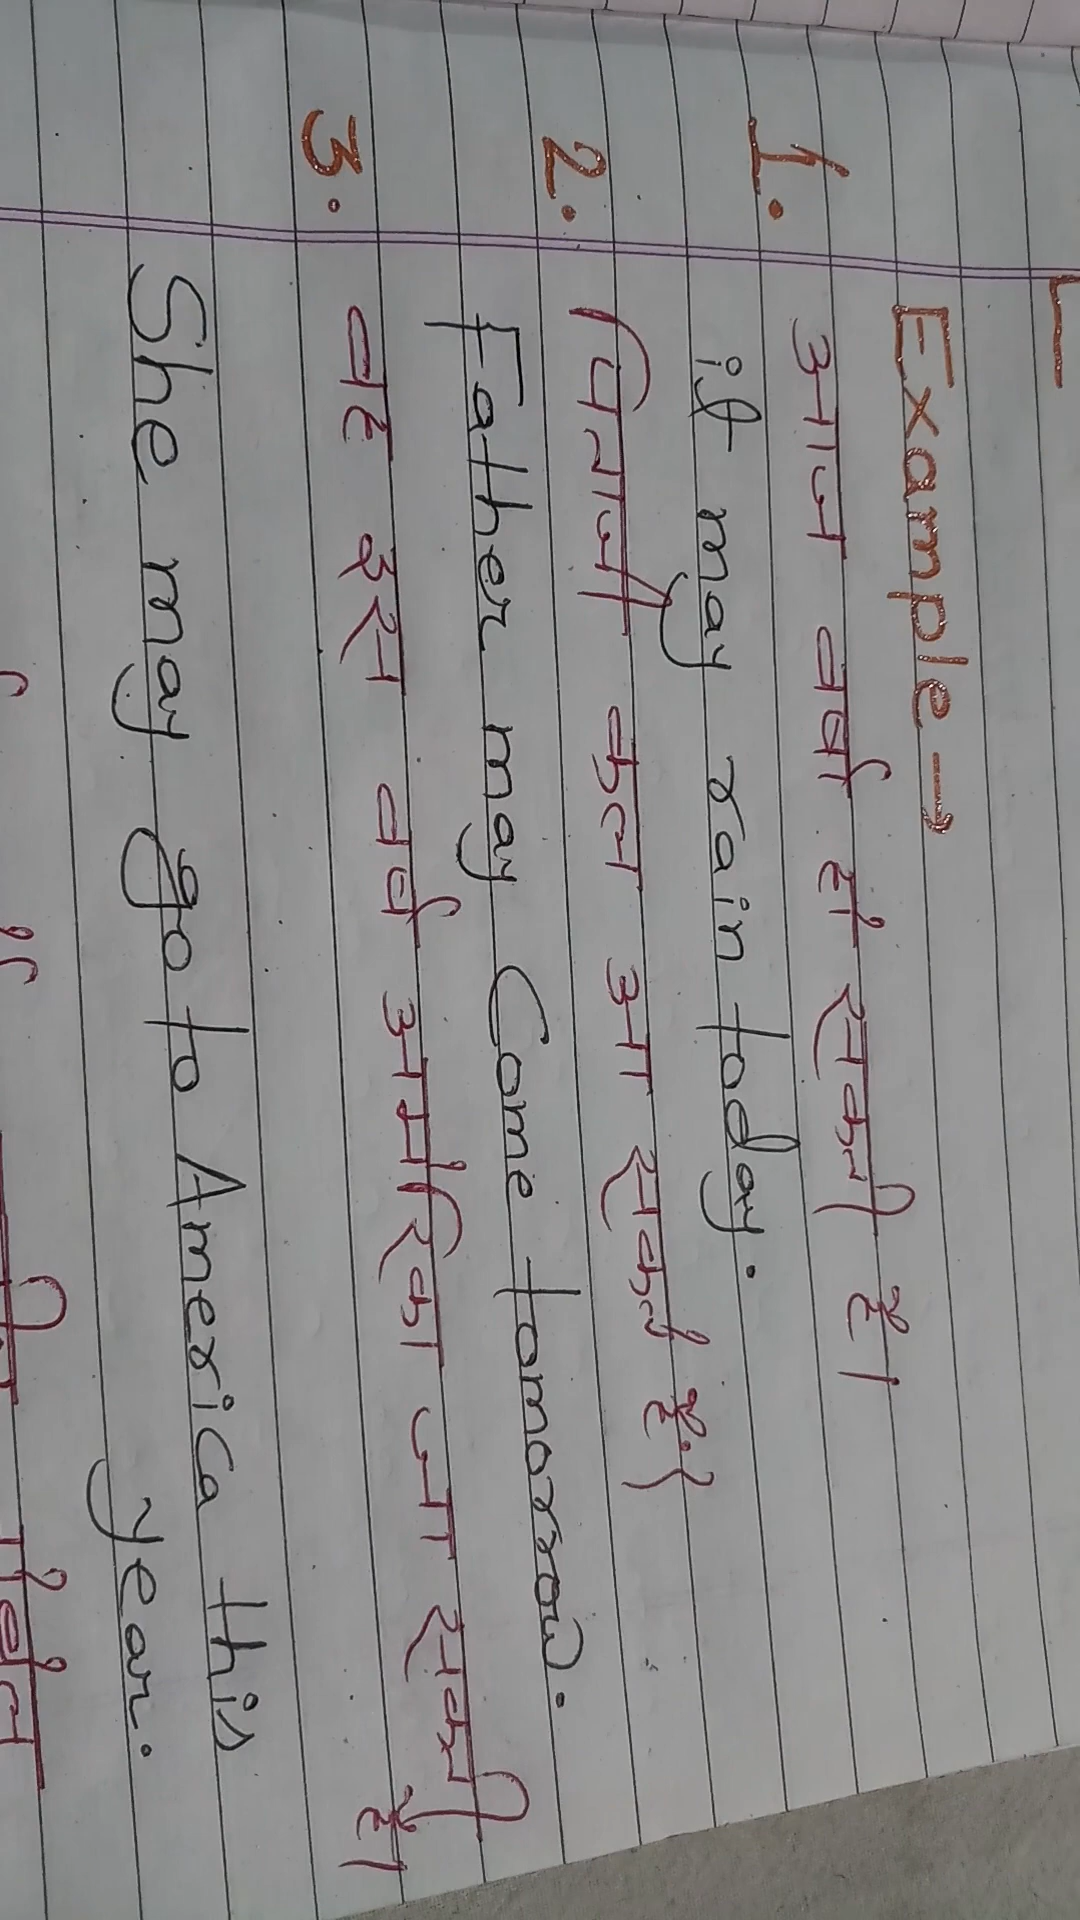 Example →
1. आज वर्षा हो सकती है।
it may rain today.
2. पिताजी कल आ सकते है.{
Father may Come tomorrow.
3. वह इस वर्ष अमेरिका जा सकती है।
She may go to America this
year.